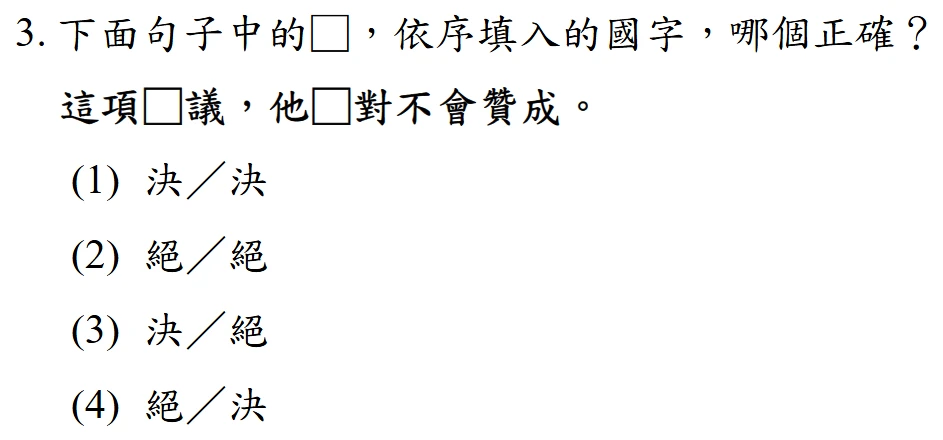 3. 下面句子中的□,依序填入的國字,哪個正確?
這項□議,他□對不會贊成。
(1) 決/決
(2) 絕/絕
(3) 決/絕
(4) 絕/決